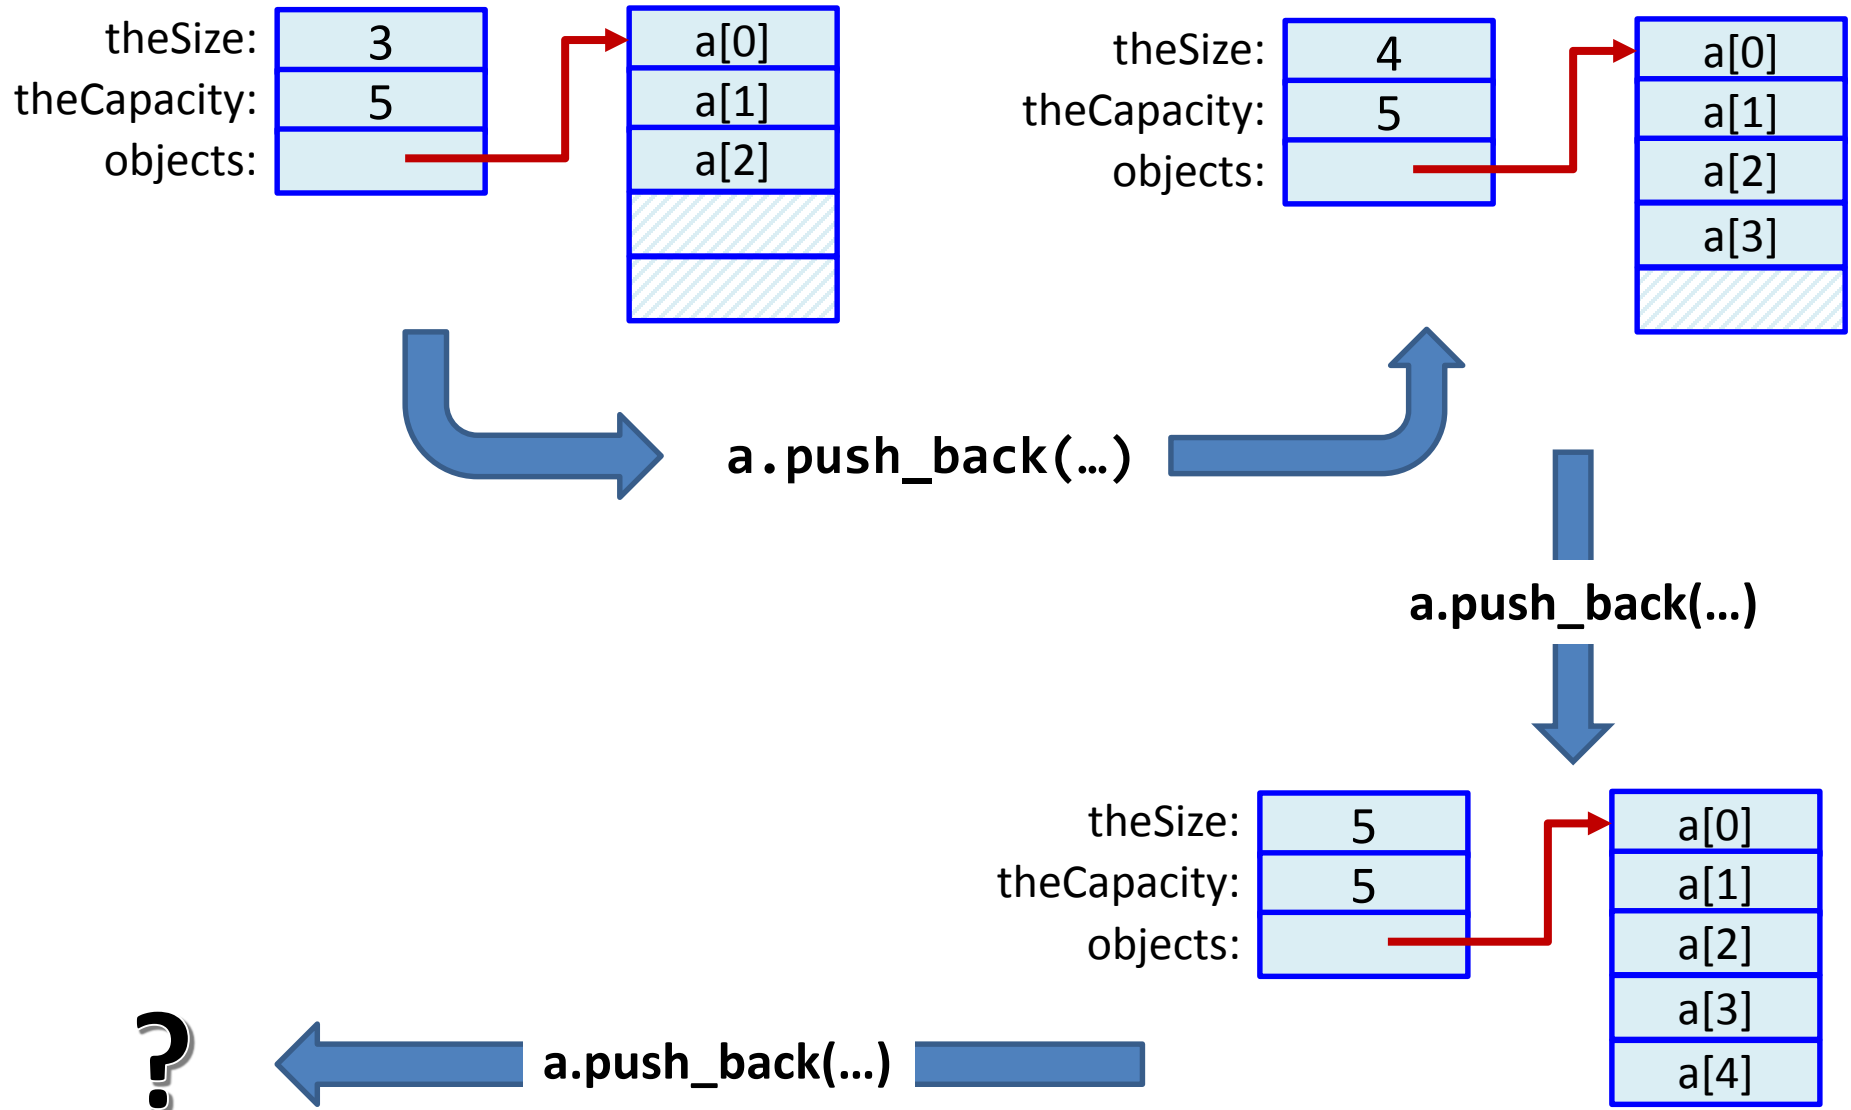 theSize: 3
theCapacity: 5
objects:
a[0]
a[1]
a[2]
theSize: 4
theCapacity: 5
objects:
a[0]
a[1]
a[2]
a[3]
a.push_back(…)
a.push_back(…)
theSize: 5
theCapacity: 5
objects:
a[0]
a[1]
a[2]
a[3]
a[4]
a.push_back(…)
?